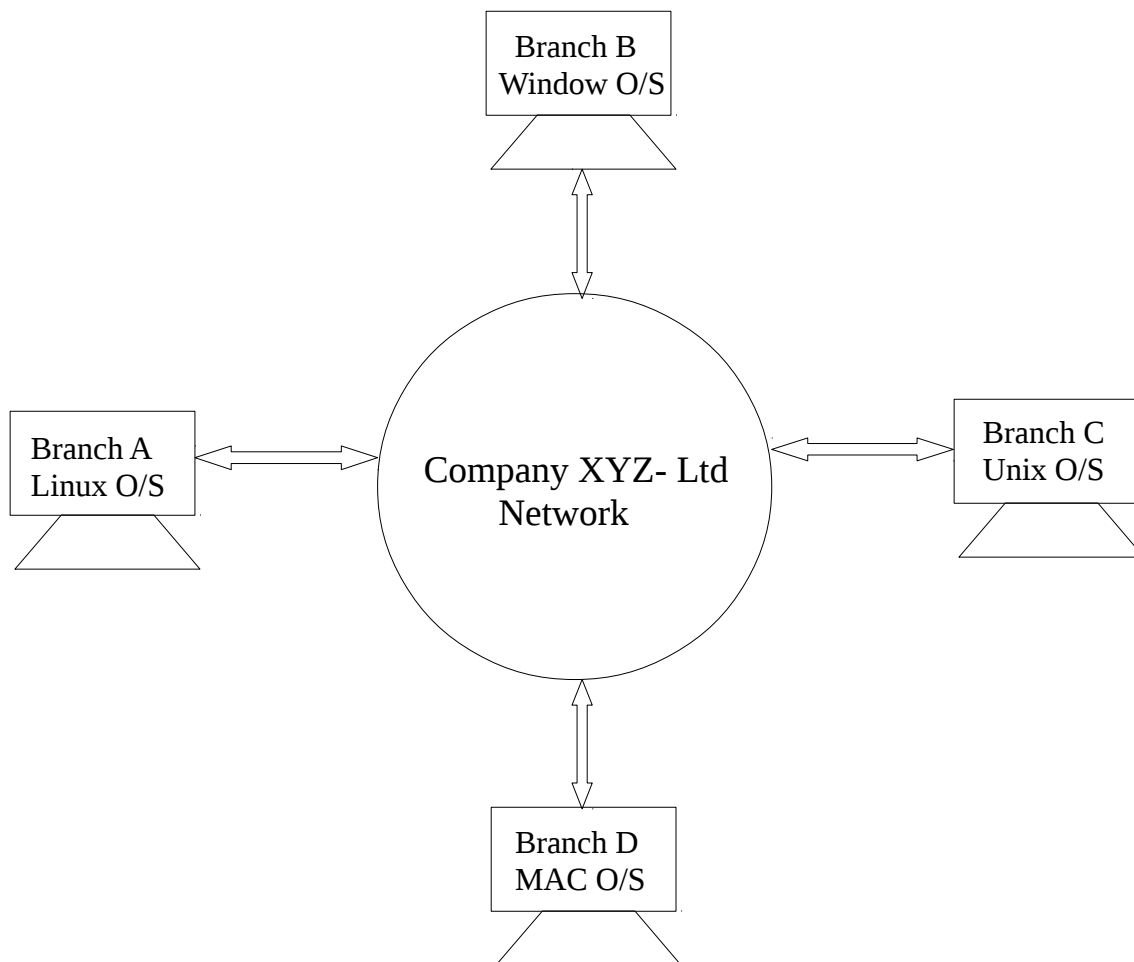 Branch B
Window O/S
Branch A
Linux O/S
Company XYZ- Ltd
Network
Branch C
Unix O/S
Branch D
MAC O/S